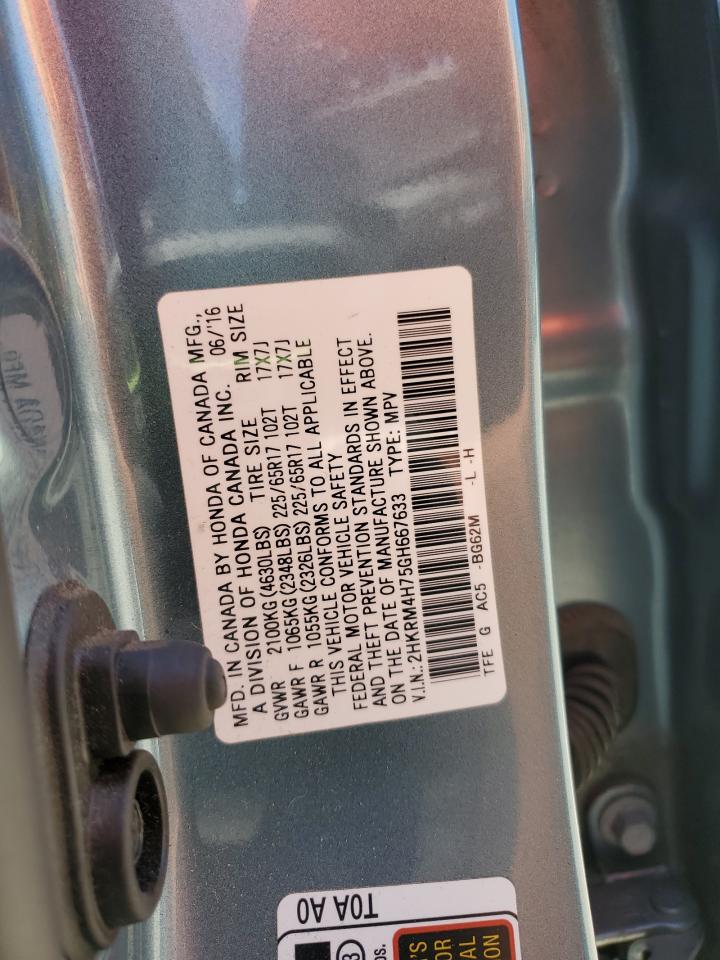 MFD. IN CANADA BY HONDA OF CANADA MFG.,
A DIVISION OF HONDA CANADA INC. 06/'16
GVWR 2100KG (4630LBS) TIRE SIZE RIM SIZE
GAWR F 1065KG (2348LBS) 225/65R17 102T 17X7J
GAWR R 1055KG (2326LBS) 225/65R17 102T 17X7J
THIS VEHICLE CONFORMS TO ALL APPLICABLE
FEDERAL MOTOR VEHICLE SAFETY
AND THEFT PREVENTION STANDARDS IN EFFECT
ON THE DATE OF MANUFACTURE SHOWN ABOVE.
V.I.N.: 2HKRM4H75GH667633 TYPE: MPV
TFE G AC5 -BG62M -L -H
T0A A0
3